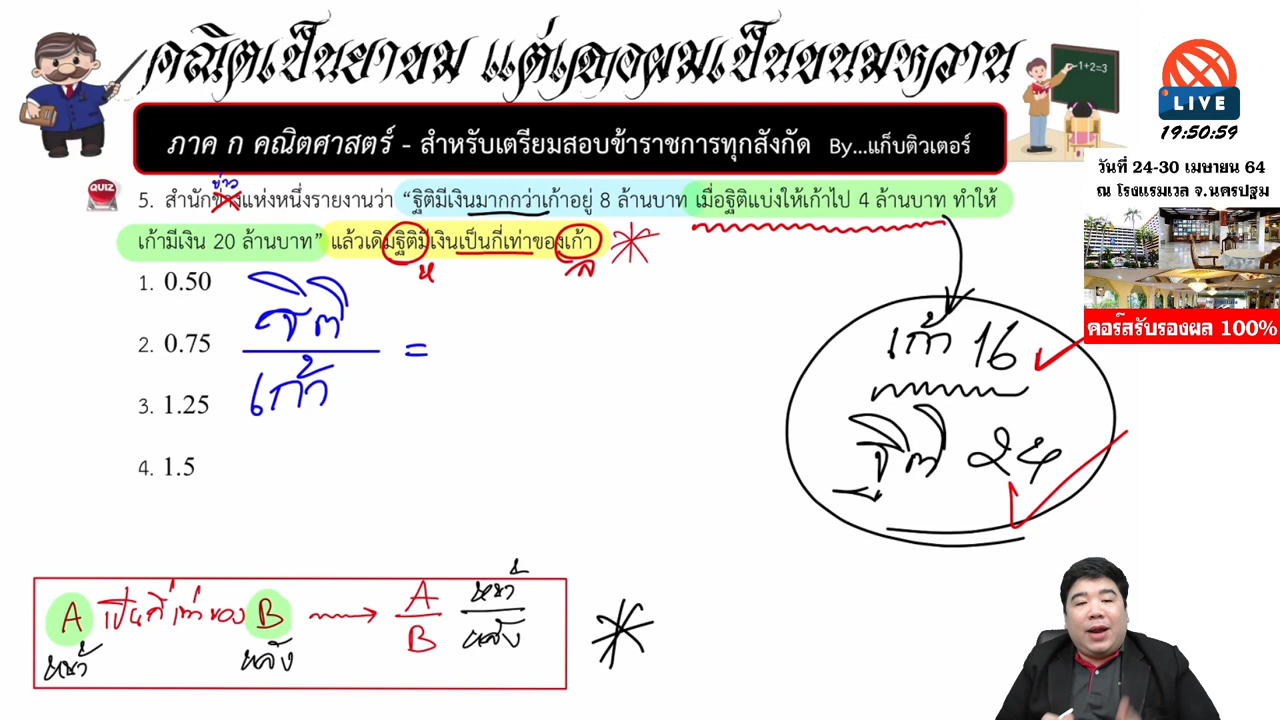 คณิตเป็นยาขม แต่เจอผมเป็นขนมหวาน
-1+2=3
LIVE
19:50:59
ภาค ก คณิตศาสตร์ - สำหรับเตรียมสอบข้าราชการทุกสังกัด By...แก็บติวเตอร์
วันที่ 24-30 เมษายน 64
ณ โรงแรมเวล จ.นครปฐม
คอร์สรับรองผล 100%
QUIZ
ข่าว
5. สำนักช่างแห่งหนึ่งรายงานว่า “ฐิติมีเงินมากกว่าเก้าอยู่ 8 ล้านบาท เมื่อฐิติแบ่งให้เก้าไป 4 ล้านบาท ทำให้
เก้ามีเงิน 20 ล้านบาท” แล้วเดิมฐิติมีเงินเป็นกี่เท่าของเก้า
น ล
1. 0.50
2. 0.75
3. 1.25
4. 1.5
ฐิติ
เก้า =
เก้า 16
ฐิติ 24
A เป็นกี่เท่าของ B A หน้า
B หลัง
หน้า หลัง